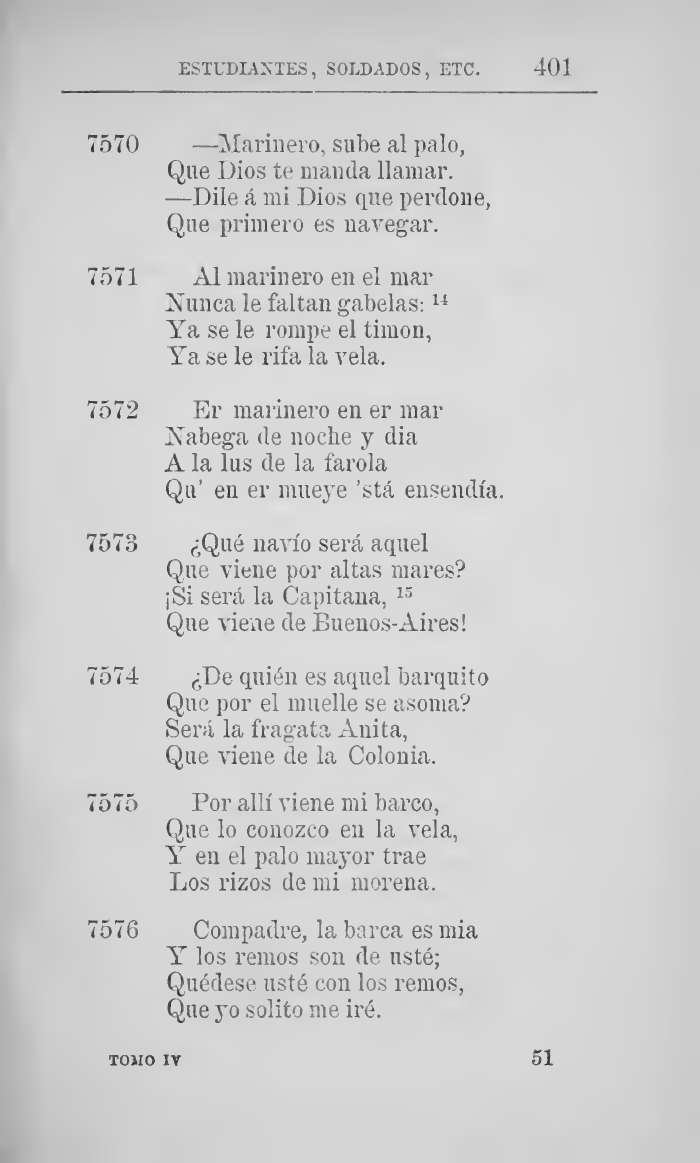 ESTUDIANTES, SOLDADOS, ETC. 401
7570 —Marinero, sube al palo,
Que Dios te manda llamar.
—Dile á mi Dios que perdone,
Que primero es navegar.
7571 Al marinero en el mar
Nunca le faltan gabelas: ¹⁴
Ya se le rompe el timon,
Ya se le rifa la vela.
7572 Er marinero en er mar
Nabega de noche y dia
A la lus de la farola
Qu' en er mueye 'stá ensendía.
7573 ¿Qué navío será aquel
Que viene por altas mares?
¡Si será la Capitana, ¹⁵
Que viene de Buenos-Aires!
7574 ¿De quién es aquel barquito
Que por el muelle se asoma?
Será la fragata Anita,
Que viene de la Colonia.
7575 Por allí viene mi barco,
Que lo conozco en la vela,
Y en el palo mayor trae
Los rizos de mi morena.
7576 Compadre, la barca es mia
Y los remos son de usté;
Quédese usté con los remos,
Que yo solito me iré.
TOMO IV 51